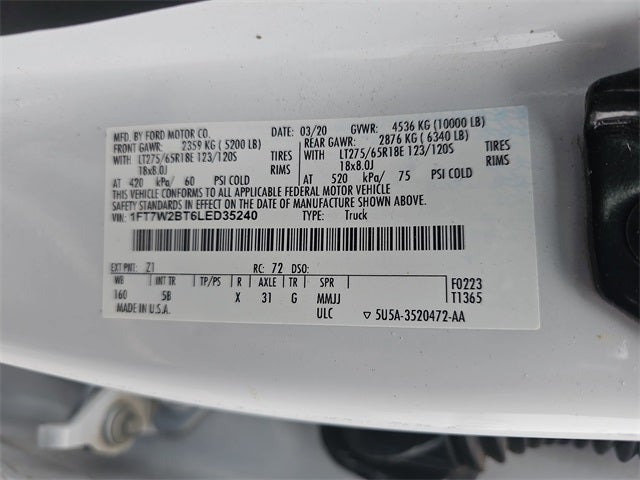 MFD. BY FORD MOTOR CO.
DATE: 03/20 GVWR: 4536 KG (10000 LB)
FRONT GAWR: 2359 KG ( 5200 LB) REAR GAWR: 2876 KG ( 6340 LB)
WITH LT275/65R18E 123/120S TIRES WITH LT275/65R18E 123/120S TIRES
18x8.0J RIMS 18x8.0J RIMS
AT 420 kPa/ 60 PSI COLD AT 520 kPa/ 75 PSI COLD
THIS VEHICLE CONFORMS TO ALL APPLICABLE FEDERAL MOTOR VEHICLE
SAFETY STANDARDS IN EFFECT ON THE DATE OF MANUFACTURE SHOWN ABOVE.
VIN: 1FT7W2BT6LED35240 TYPE: Truck
EXT PNT: Z1 RC: 72 DSO:
WB INT TR TP/PS R AXLE TR SPR F0223
160 5B X 31 G MMJJ T1365
MADE IN U.S.A. ULC ▽ 5U5A-3520472-AA